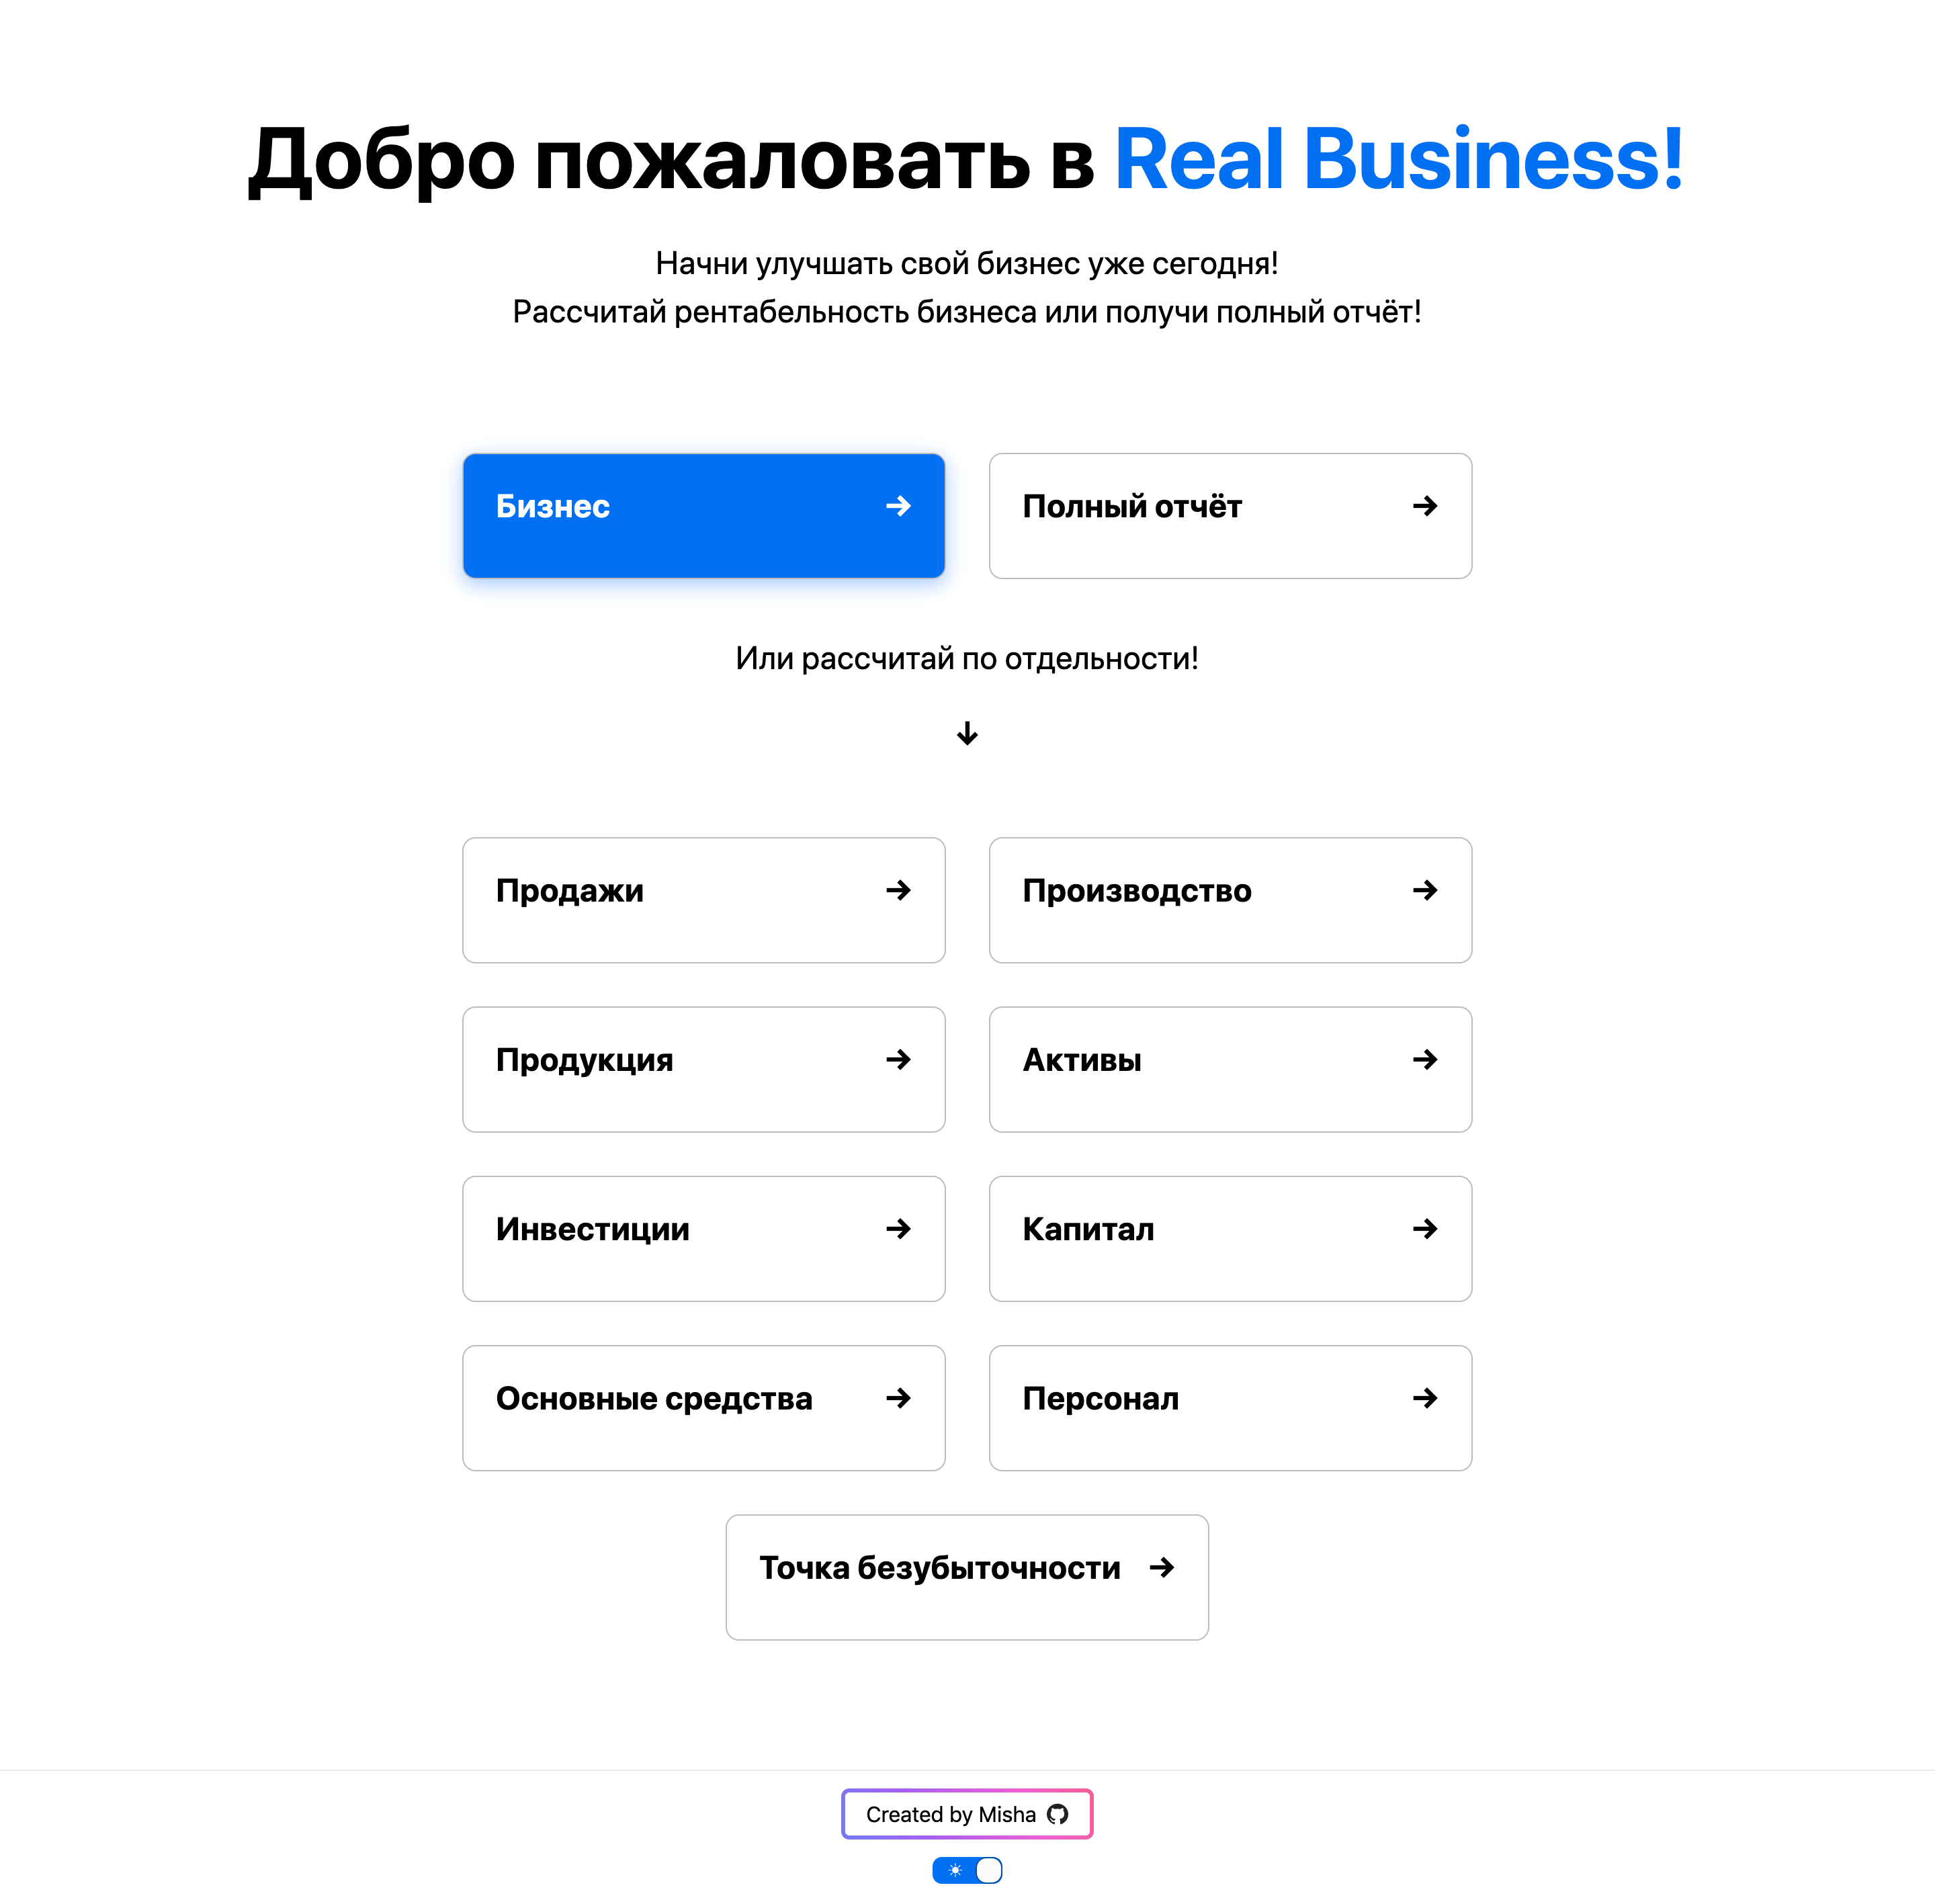 Добро пожаловать в Real Business!
Начни улучшать свой бизнес уже сегодня!
Рассчитай рентабельность бизнеса или получи полный отчёт!
Бизнес →
Полный отчёт →
Или рассчитай по отдельности!
↓
Продажи →
Производство →
Продукция →
Активы →
Инвестиции →
Капитал →
Основные средства →
Персонал →
Точка безубыточности →
Created by Misha